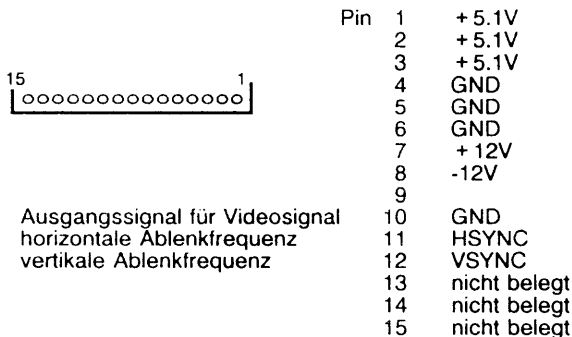 Pin 1 +5.1V
2 +5.1V
3 +5.1V
15 1
4 GND
5 GND
6 GND
7 +12V
8 -12V
9
Ausgangssignal für Videosignal 10 GND
horizontale Ablenkfrequenz 11 HSYNC
vertikale Ablenkfrequenz 12 VSYNC
13 nicht belegt
14 nicht belegt
15 nicht belegt